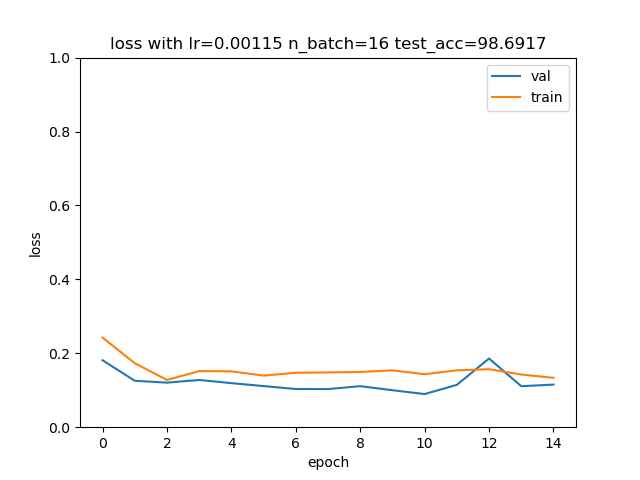 loss with lr=0.00115 n_batch=16 test_acc=98.6917
1.0
0.8
0.6
0.4
0.2
0.0
loss
val
train
0 2 4 6 8 10 12 14
epoch